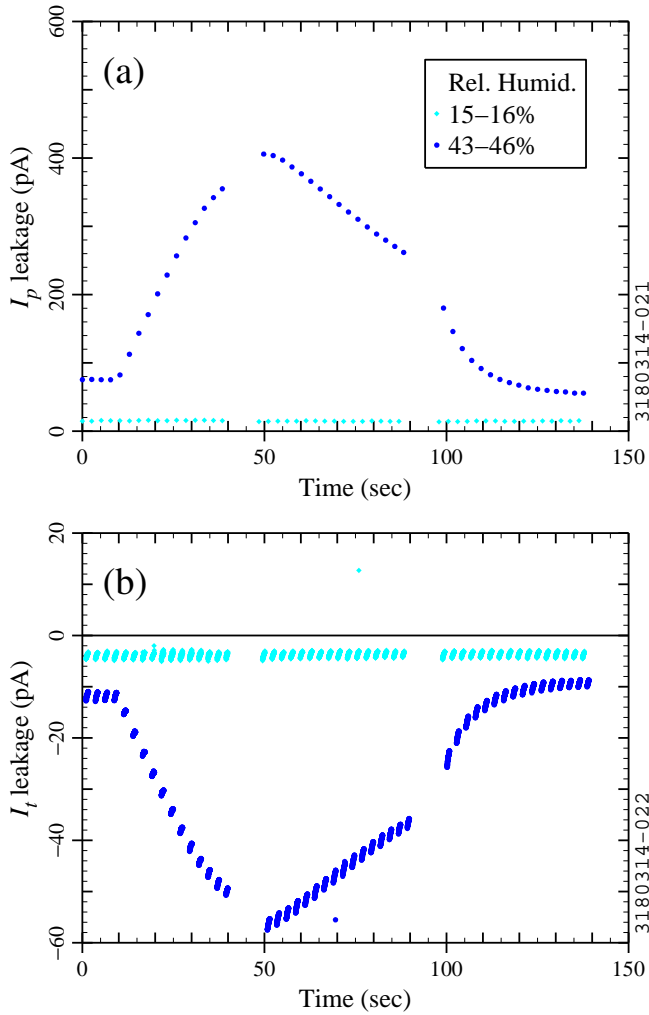 600
400
200
0
I_p leakage (pA)
(a)
Rel. Humid.
15–16%
43–46%
0 50 100 150
Time (sec)
3180314-021
20
0
−20
−40
−60
I_t leakage (pA)
(b)
0 50 100 150
Time (sec)
3180314-022